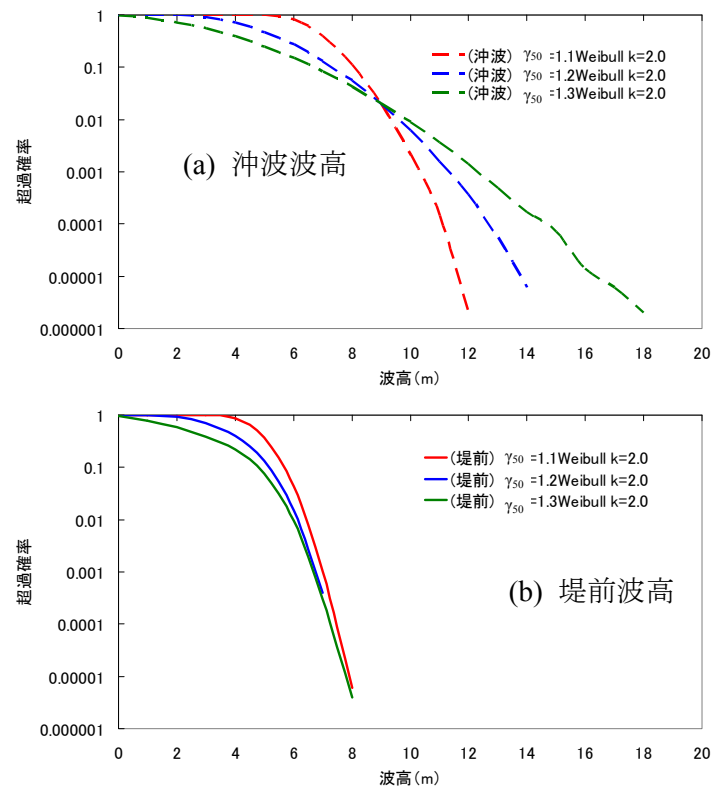 1
0.1
0.01
0.001
0.0001
0.00001
0.000001
超過確率
(沖波) γ50 =1.1Weibull k=2.0
(沖波) γ50 =1.2Weibull k=2.0
(沖波) γ50 =1.3Weibull k=2.0
(a) 沖波波高
0 2 4 6 8 10 12 14 16 18 20
波高(m)
1
0.1
0.01
0.001
0.0001
0.00001
0.000001
超過確率
(堤前) γ50 =1.1Weibull k=2.0
(堤前) γ50 =1.2Weibull k=2.0
(堤前) γ50 =1.3Weibull k=2.0
(b) 堤前波高
0 2 4 6 8 10 12 14 16 18 20
波高(m)